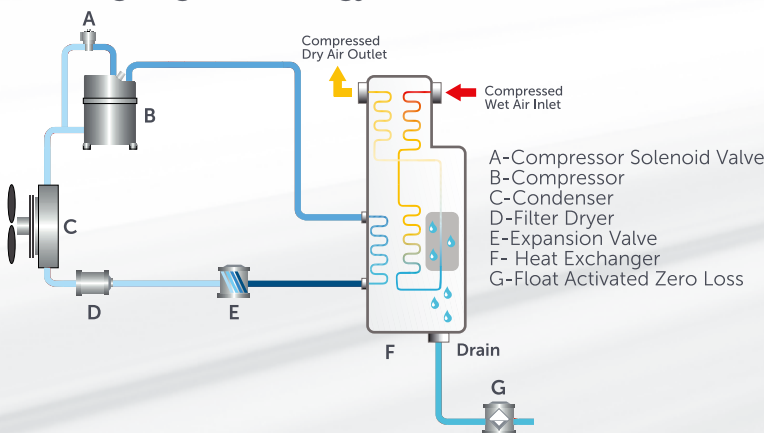 A
Compressed
Dry Air Outlet
Compressed
Wet Air Inlet
B
A-Compressor Solenoid Valve
B-Compressor
C-Condenser
D-Filter Dryer
E-Expansion Valve
F- Heat Exchanger
G-Float Activated Zero Loss
C
D
E
F
Drain
G